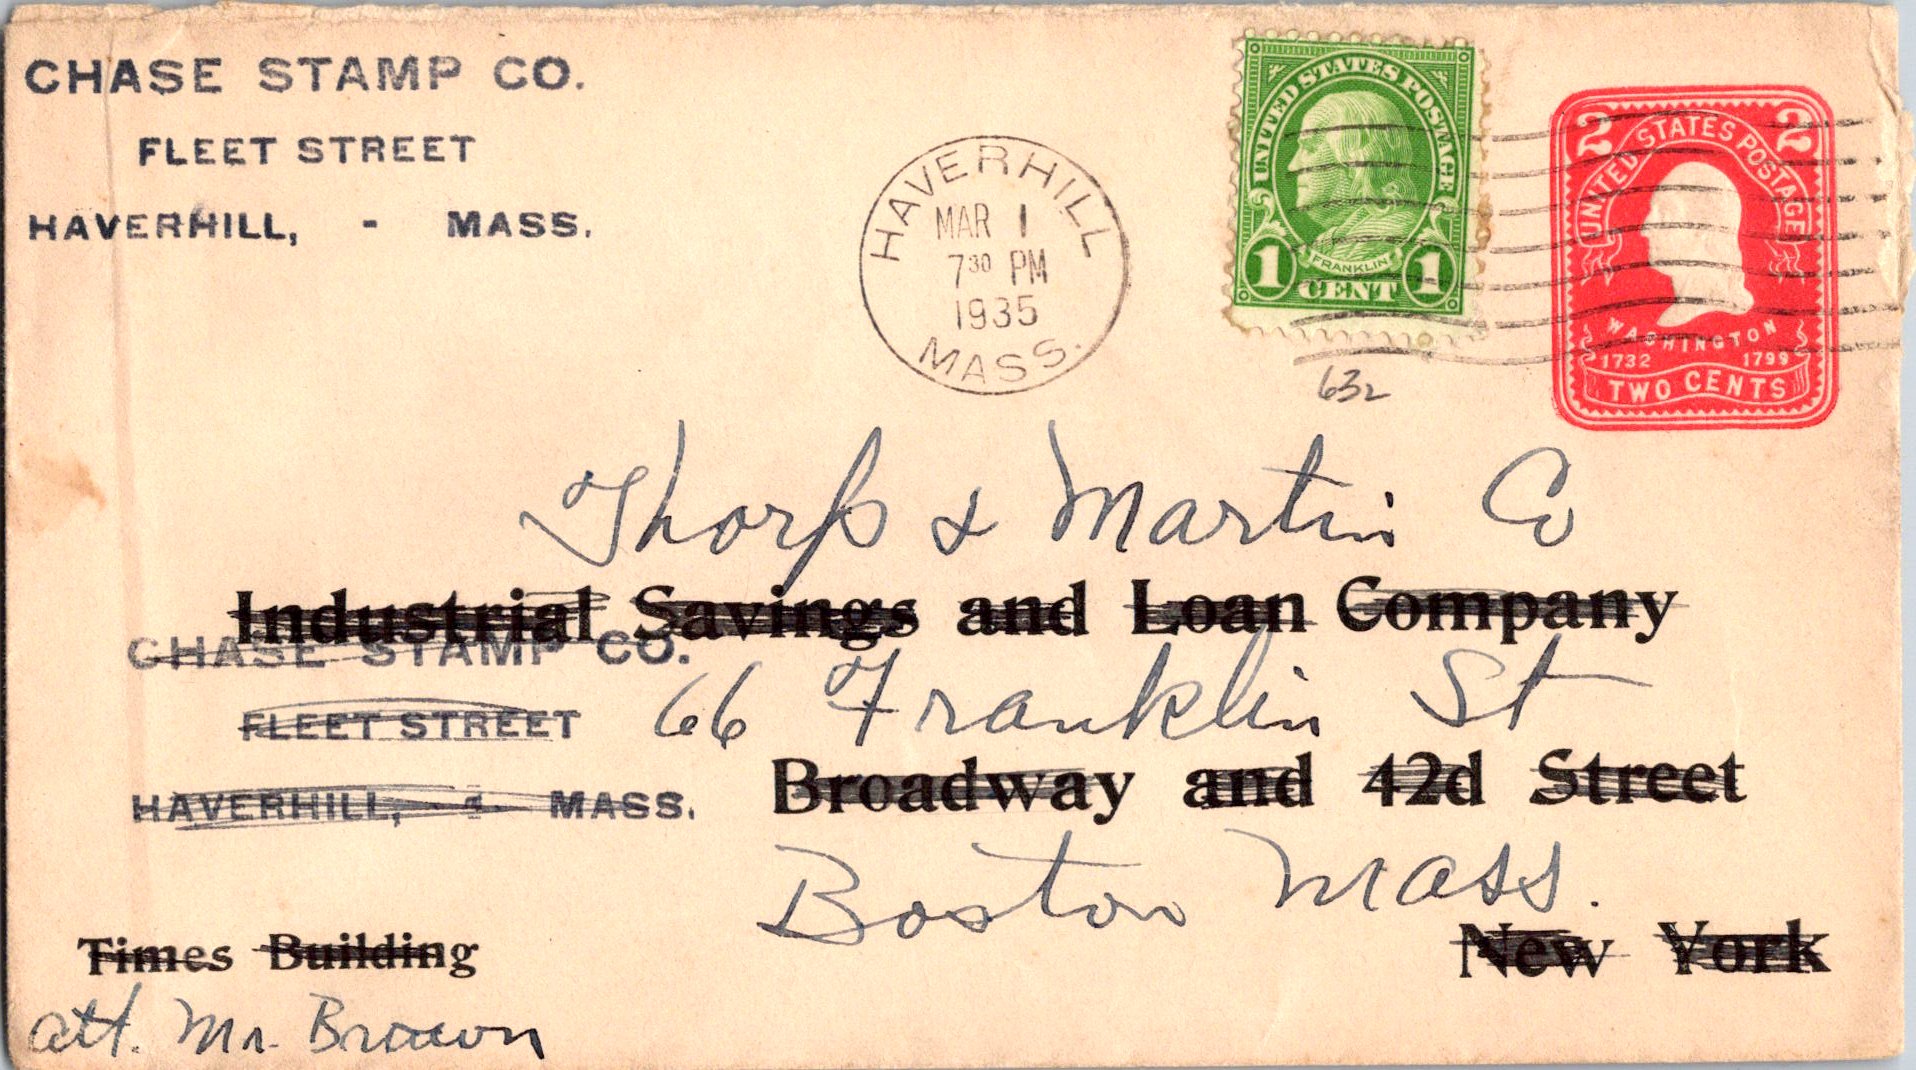 CHASE STAMP CO.
FLEET STREET
HAVERHILL, - MASS.
HAVERHILL
MAR 1
7 30 PM
1935
MASS.
UNITED STATES POSTAGE
FRANKLIN
1 CENT 1
2 2
UNITED STATES POSTAGE
WASHINGTON
1732 1799
TWO CENTS
632
Thorp & Martin Co
Industrial Savings and Loan Company
CHASE STAMP CO.
66 Franklin St
FLEET STREET
Broadway and 42d Street
HAVERHILL, - MASS.
Boston Mass.
Times Building
New York
att. Mr. Brown